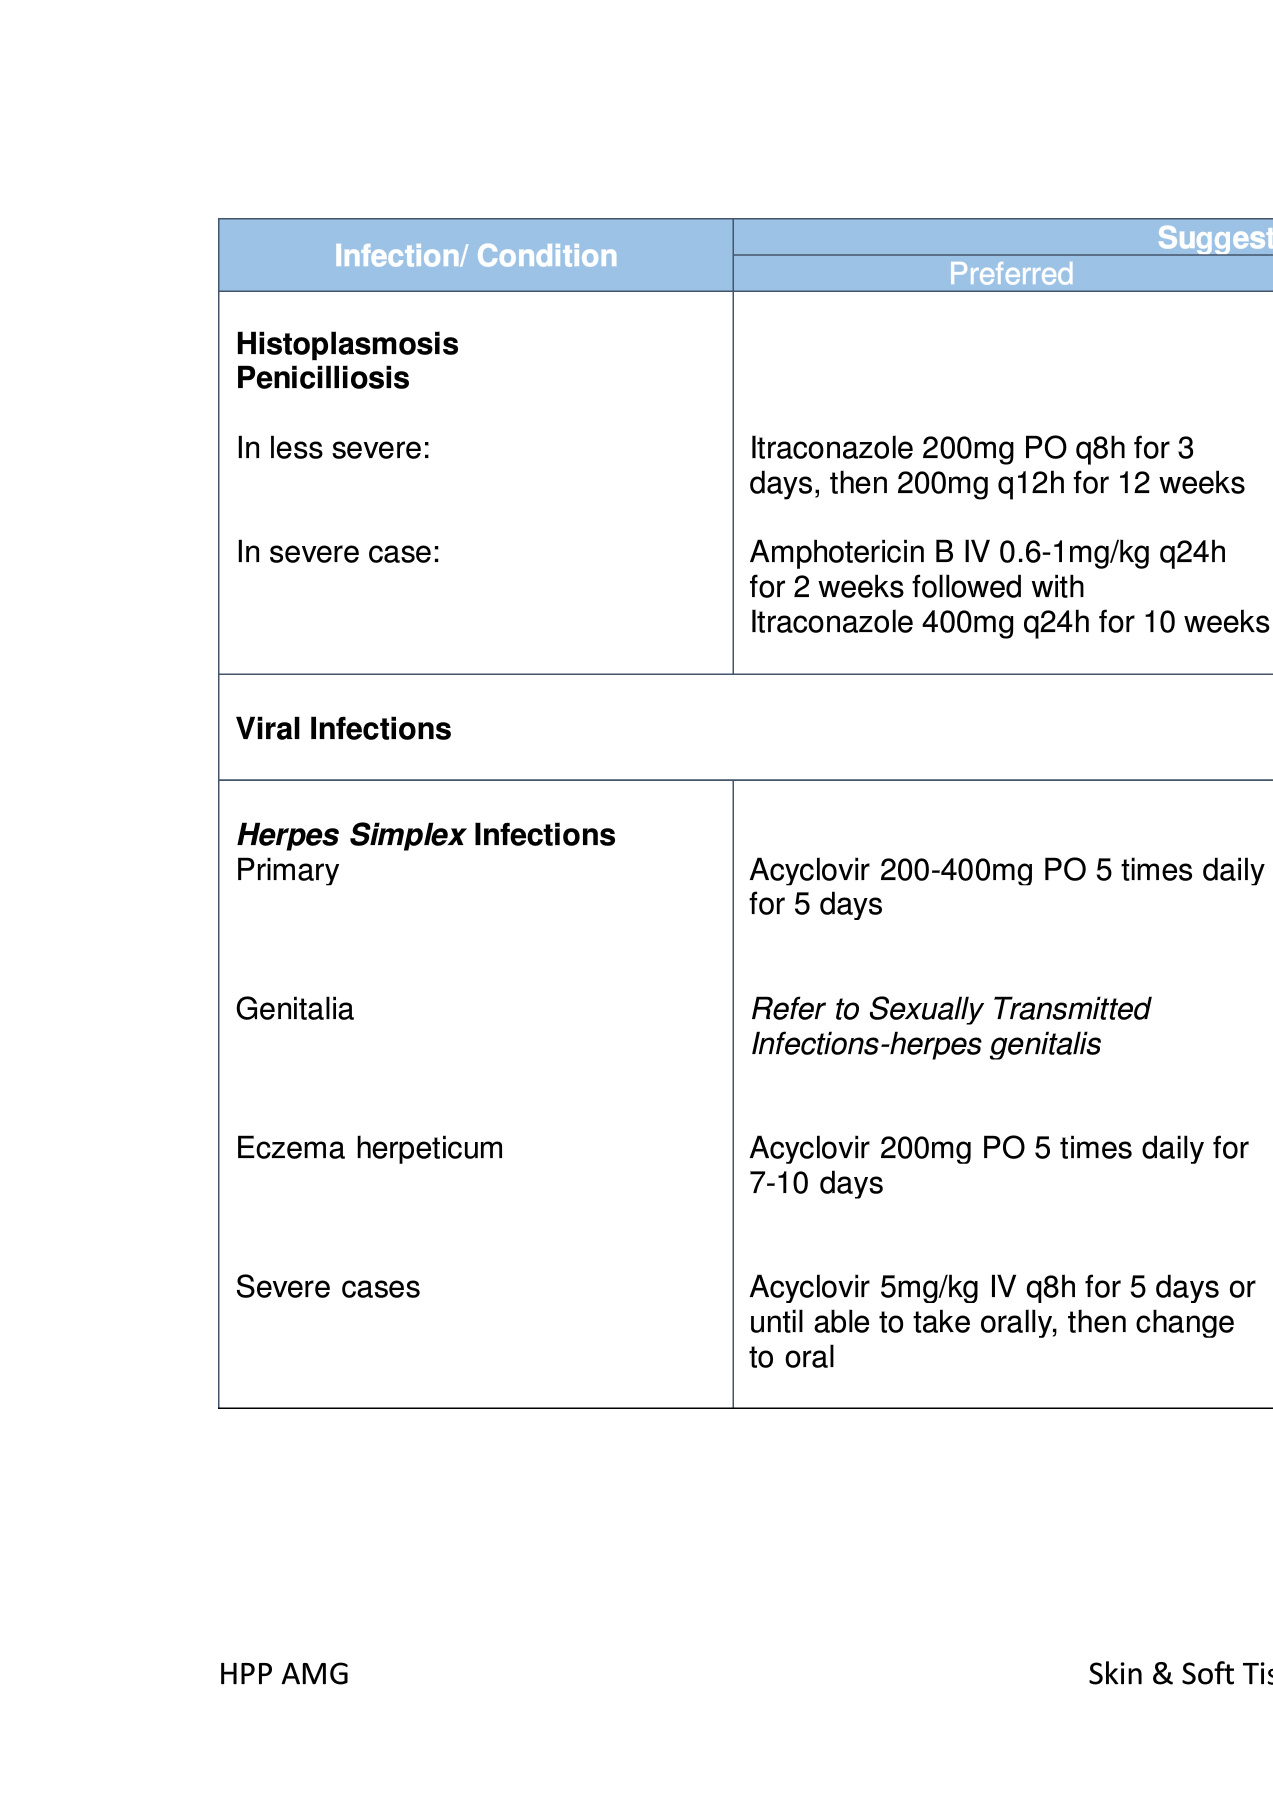 Infection/ Condition
Suggest
Preferred
Histoplasmosis
Penicilliosis
In less severe:
Itraconazole 200mg PO q8h for 3
days, then 200mg q12h for 12 weeks
In severe case:
Amphotericin B IV 0.6-1mg/kg q24h
for 2 weeks followed with
Itraconazole 400mg q24h for 10 weeks
Viral Infections
Herpes Simplex Infections
Primary
Acyclovir 200-400mg PO 5 times daily
for 5 days
Genitalia
Refer to Sexually Transmitted
Infections-herpes genitalis
Eczema herpeticum
Acyclovir 200mg PO 5 times daily for
7-10 days
Severe cases
Acyclovir 5mg/kg IV q8h for 5 days or
until able to take orally, then change
to oral
HPP AMG
Skin & Soft Tis